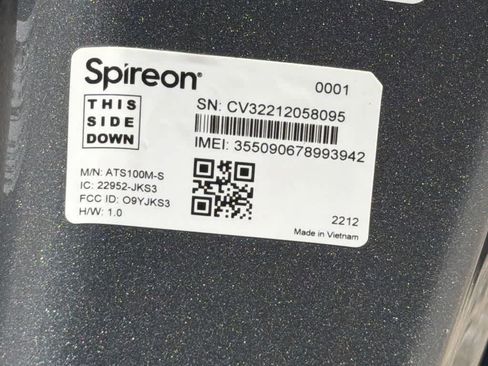 Spireon®
0001
THIS
SIDE
DOWN
SN: CV32212058095
IMEI: 355090678993942
M/N: ATS100M-S
IC: 22952-JKS3
FCC ID: O9YJKS3
H/W: 1.0
2212
Made in Vietnam